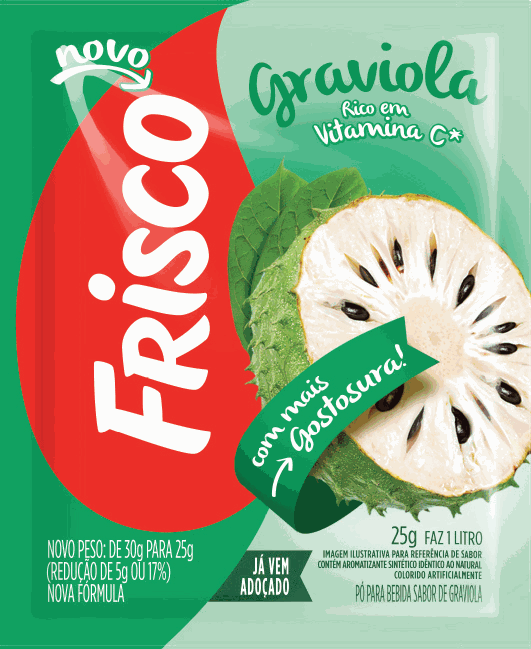 novo
FRISCO
Graviola
Rico em
Vitamina C*
com mais
gostosura!
NOVO PESO: DE 30g PARA 25g
(REDUÇÃO DE 5g OU 17%)
NOVA FÓRMULA
JÁ VEM
ADOÇADO
25g FAZ 1 LITRO
IMAGEM ILUSTRATIVA PARA REFERÊNCIA DE SABOR
CONTÉM AROMATIZANTE SINTÉTICO IDÊNTICO AO NATURAL
COLORIDO ARTIFICIALMENTE
PÓ PARA BEBIDA SABOR DE GRAVIOLA